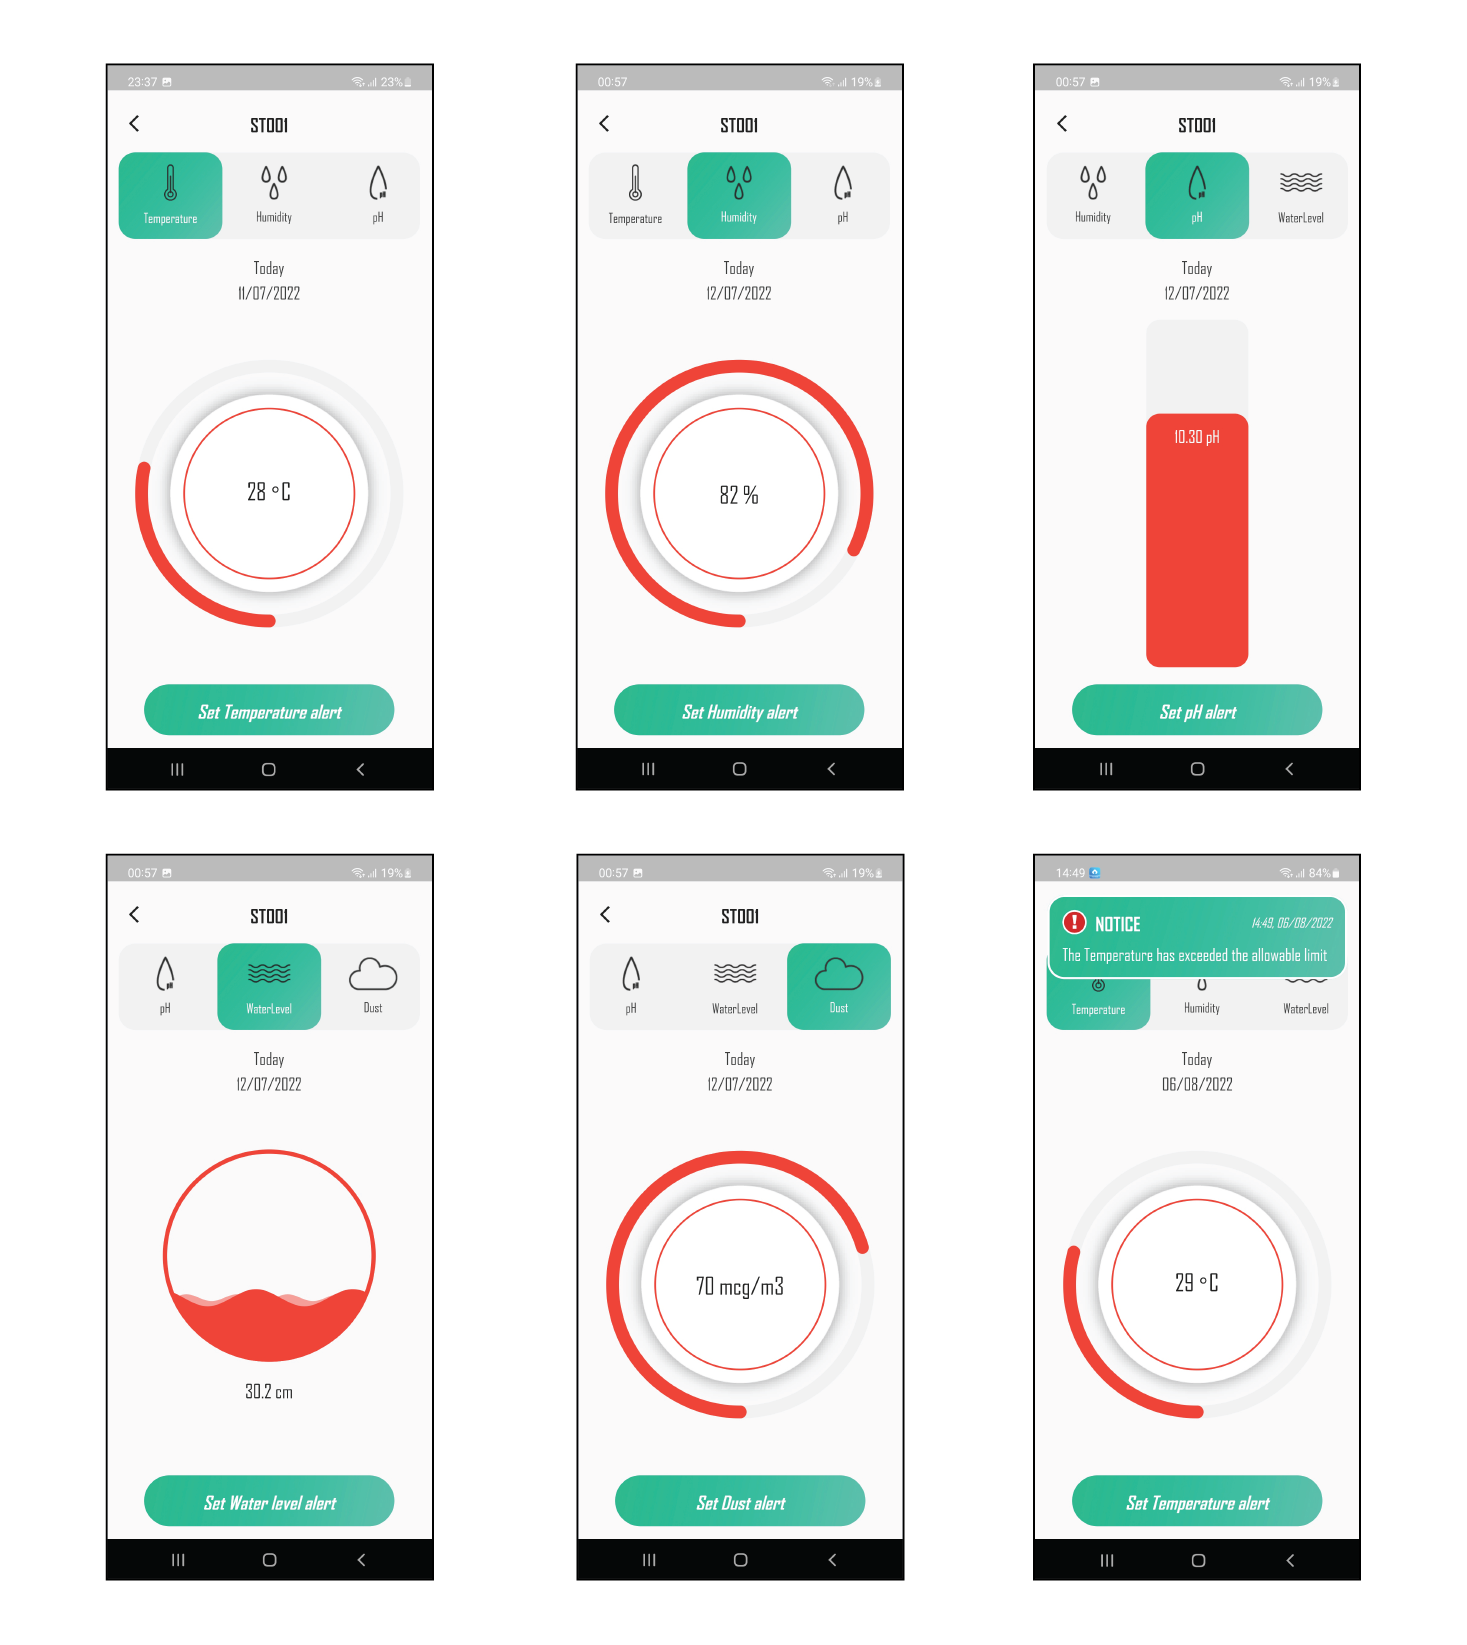 23:37 23%
ST001
Temperature Humidity pH
Today
11/07/2022
28 °C
Set Temperature alert
00:57 19%
ST001
Temperature Humidity pH
Today
12/07/2022
82 %
Set Humidity alert
00:57 19%
ST001
Humidity pH WaterLevel
Today
12/07/2022
10.30 pH
Set pH alert
00:57 19%
ST001
pH WaterLevel Dust
Today
12/07/2022
30.2 cm
Set Water level alert
00:57 19%
ST001
pH WaterLevel Dust
Today
12/07/2022
70 mcg/m3
Set Dust alert
14:49 84%
NOTICE 14:49, 06/08/2022
The Temperature has exceeded the allowable limit
Temperature Humidity WaterLevel
Today
06/08/2022
29 °C
Set Temperature alert